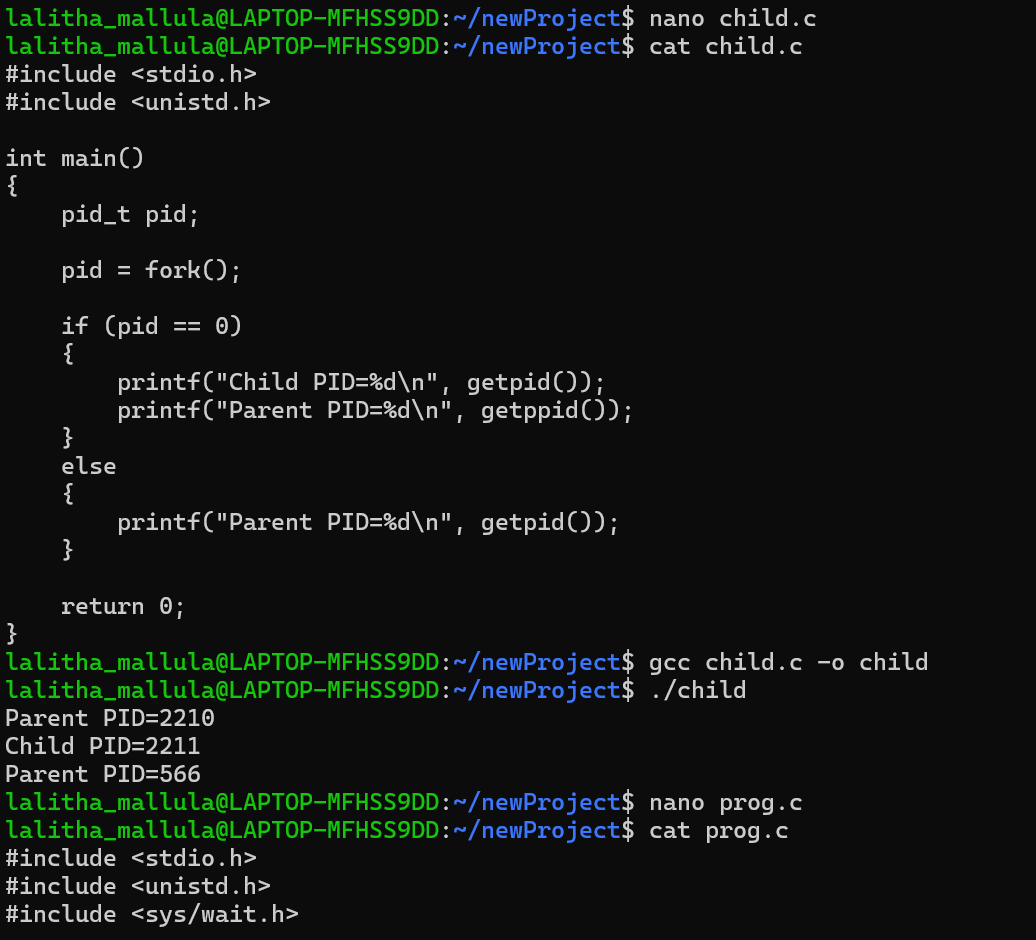 lalitha_mallula@LAPTOP-MFHSS9DD:~/newProject$ nano child.c
lalitha_mallula@LAPTOP-MFHSS9DD:~/newProject$ cat child.c
#include <stdio.h>
#include <unistd.h>

int main()
{
    pid_t pid;

    pid = fork();

    if (pid == 0)
    {
        printf("Child PID=%d\n", getpid());
        printf("Parent PID=%d\n", getppid());
    }
    else
    {
        printf("Parent PID=%d\n", getpid());
    }

    return 0;
}
lalitha_mallula@LAPTOP-MFHSS9DD:~/newProject$ gcc child.c -o child
lalitha_mallula@LAPTOP-MFHSS9DD:~/newProject$ ./child
Parent PID=2210
Child PID=2211
Parent PID=566
lalitha_mallula@LAPTOP-MFHSS9DD:~/newProject$ nano prog.c
lalitha_mallula@LAPTOP-MFHSS9DD:~/newProject$ cat prog.c
#include <stdio.h>
#include <unistd.h>
#include <sys/wait.h>